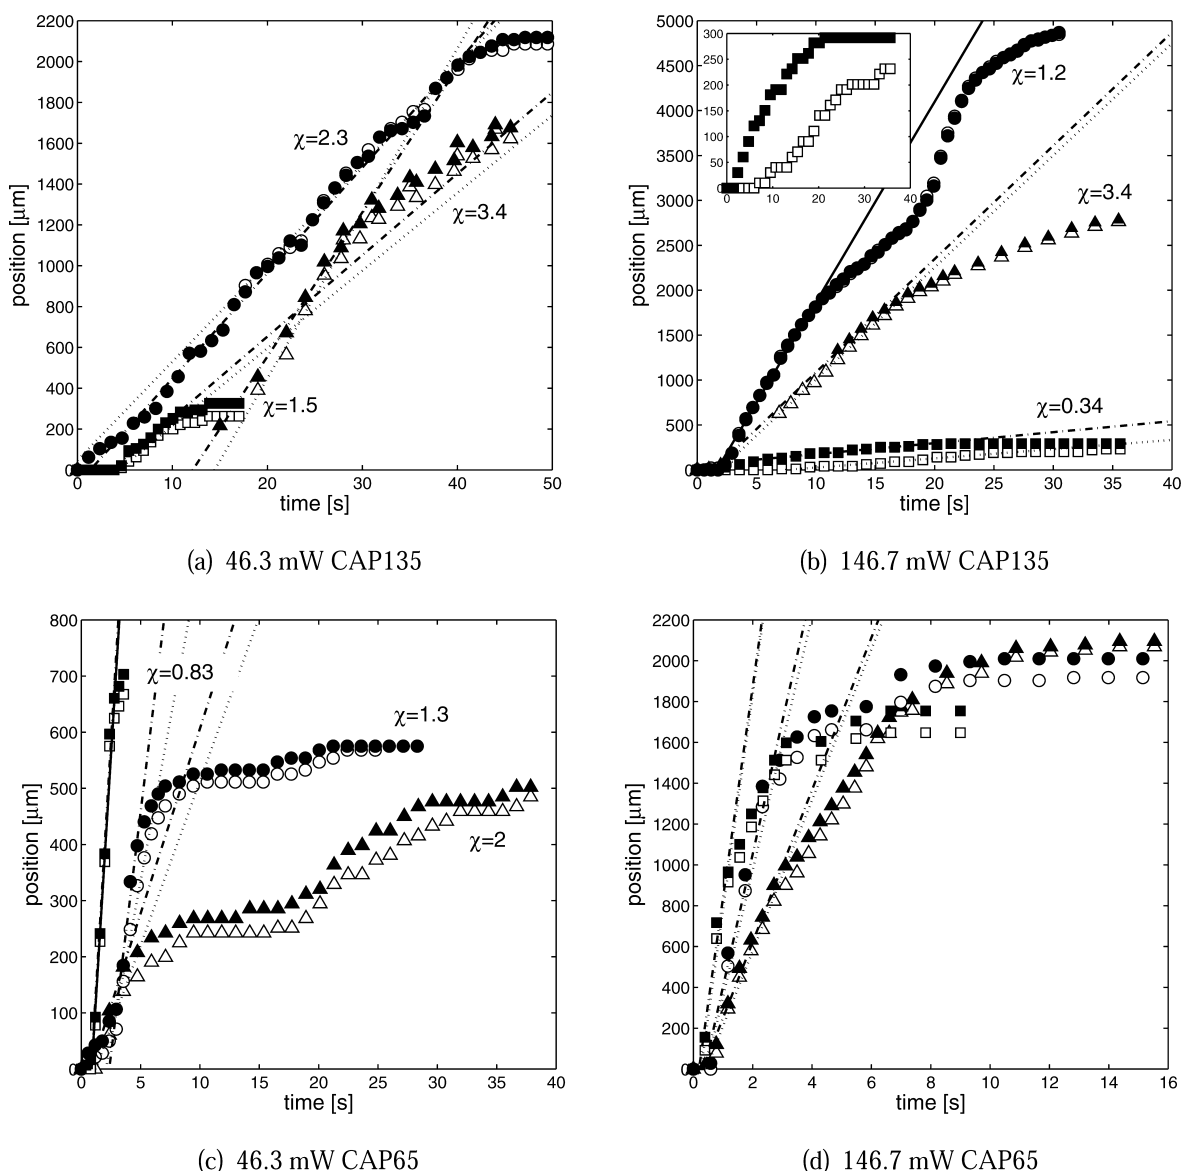 2200
2000
1800
1600
1400
1200
1000
800
600
400
200
0
position [µm]
χ=2.3
χ=3.4
χ=1.5
0 10 20 30 40 50
time [s]
(a) 46.3 mW CAP135
5000
4500
4000
3500
3000
2500
2000
1500
1000
500
0
position [µm]
300
250
200
150
100
50
0
0 10 20 30 40
χ=1.2
χ=3.4
χ=0.34
0 5 10 15 20 25 30 35 40
time [s]
(b) 146.7 mW CAP135
800
700
600
500
400
300
200
100
0
position [µm]
χ=0.83
χ=1.3
χ=2
0 5 10 15 20 25 30 35 40
time [s]
(c) 46.3 mW CAP65
2200
2000
1800
1600
1400
1200
1000
800
600
400
200
0
position [µm]
0 2 4 6 8 10 12 14 16
time [s]
(d) 146.7 mW CAP65